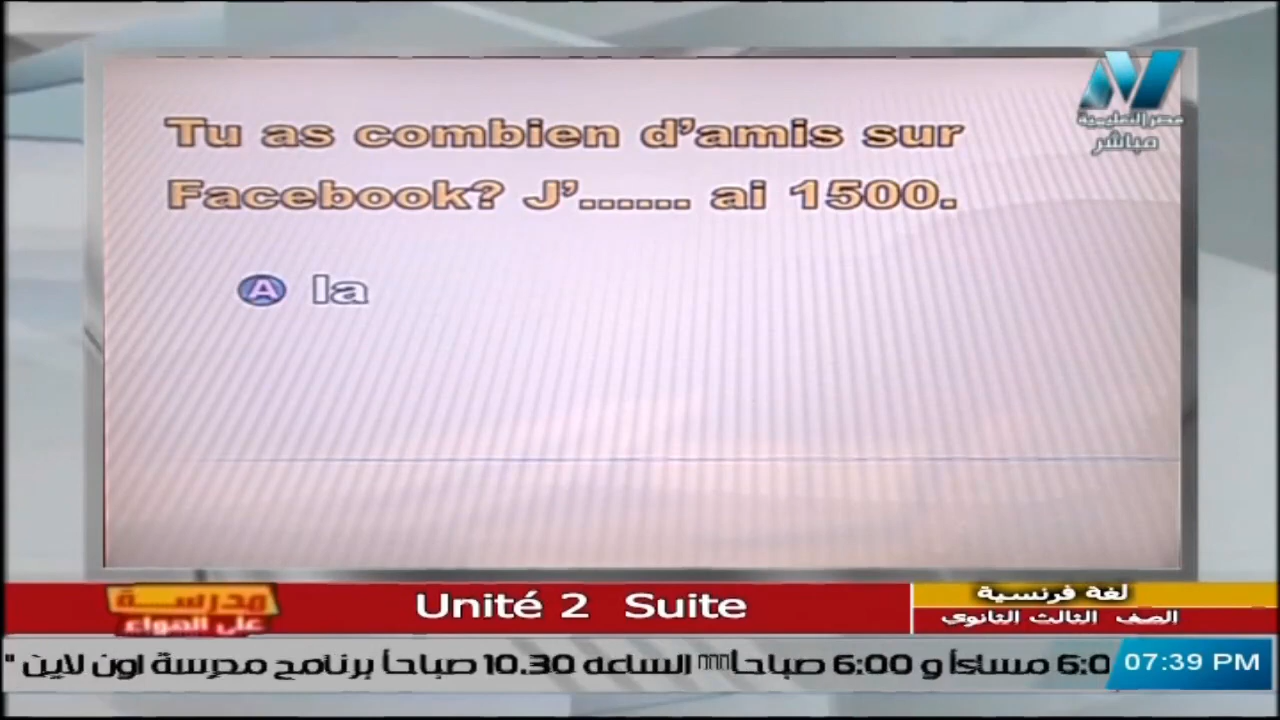 مصر التعليمية
مباشر
Tu as combien d'amis sur
Facebook? J'...... ai 1500.
A la
مدرسة
على الهواء
Unité 2 Suite
لغة فرنسية
الصف الثالث الثانوى
6:0 مساءاً و 6:00 صباحاً الساعه 10.30 صباحاً برنامج مدرسة اون لاين "
07:39 PM